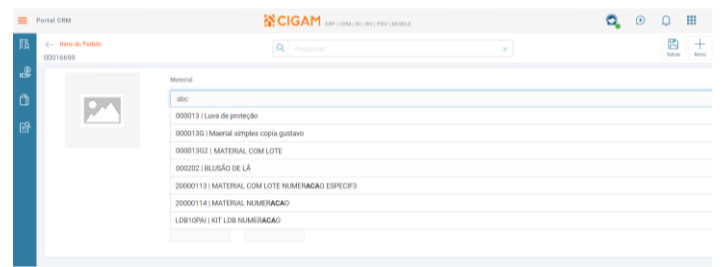 Portal CRM
CIGAM ERP | CRM | BI | RH | PDV | MOBILE
Itens do Pedido
00016699
Pesquisar
Salvar
Novo
Material
abc
000013 | Luva de proteção
000013G | Maerial simples copia gustavo
000013G2 | MATERIAL COM LOTE
000202 | BLUSÃO DE LÃ
20000113 | MATERIAL COM LOTE NUMERACAO ESPECIF3
20000114 | MATERIAL NUMERACAO
LDB10PAI | KIT LDB NUMERACAO